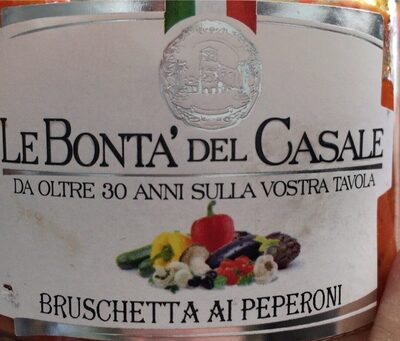 LE BONTA' DEL CASALE
DA OLTRE 30 ANNI SULLA VOSTRA TAVOLA
BRUSCHETTA AI PEPERONI